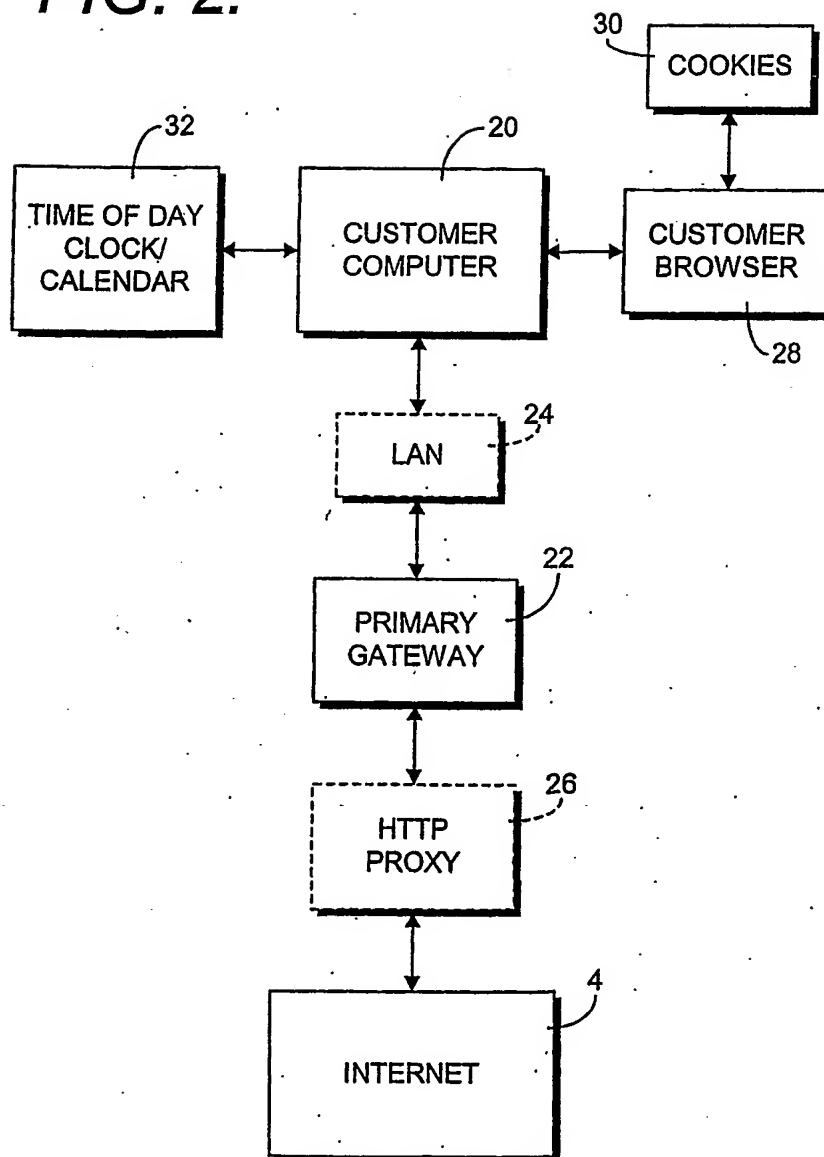 FIG. 2.
30
COOKIES
32
20
TIME OF DAY
CLOCK/
CALENDAR
CUSTOMER
COMPUTER
CUSTOMER
BROWSER
28
24
LAN
22
PRIMARY
GATEWAY
26
HTTP
PROXY
4
INTERNET